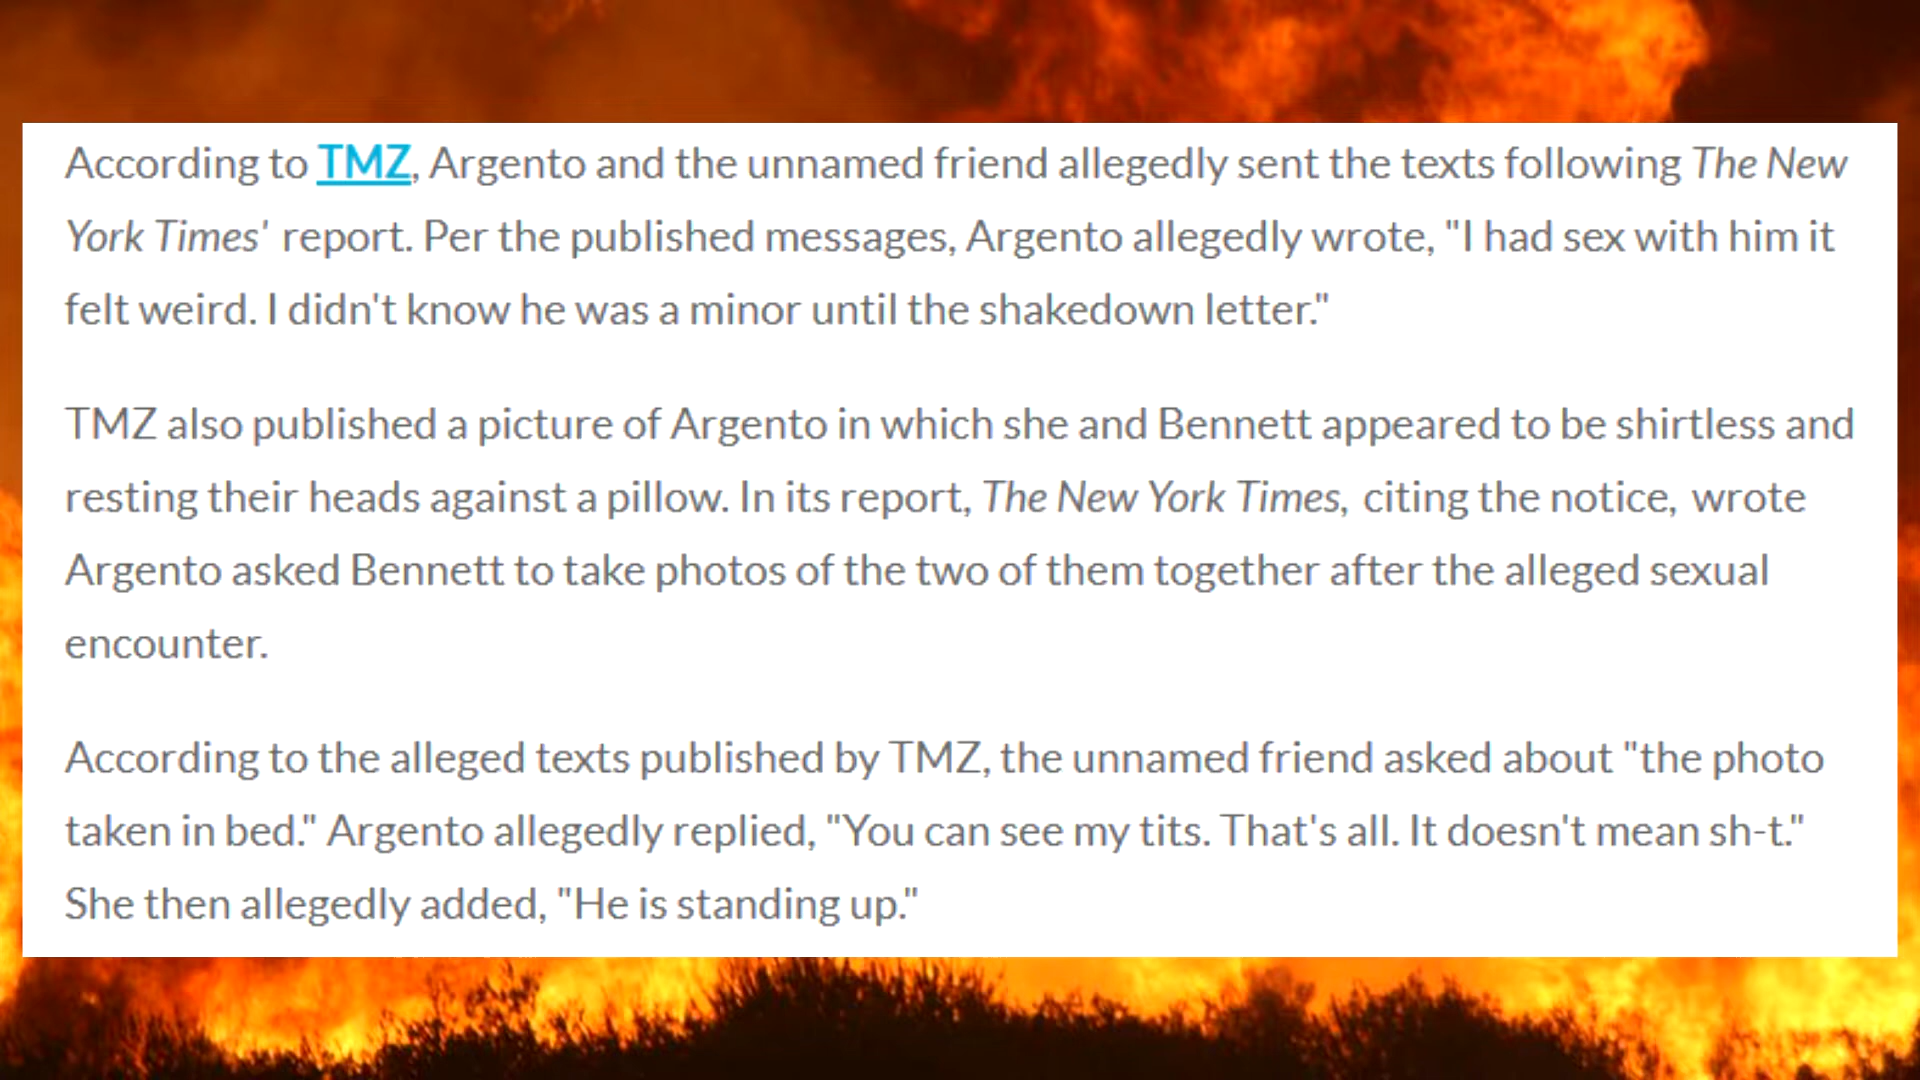 According to TMZ, Argento and the unnamed friend allegedly sent the texts following The New
York Times' report. Per the published messages, Argento allegedly wrote, "I had sex with him it
felt weird. I didn't know he was a minor until the shakedown letter."
TMZ also published a picture of Argento in which she and Bennett appeared to be shirtless and
resting their heads against a pillow. In its report, The New York Times, citing the notice, wrote
Argento asked Bennett to take photos of the two of them together after the alleged sexual
encounter.
According to the alleged texts published by TMZ, the unnamed friend asked about "the photo
taken in bed." Argento allegedly replied, "You can see my tits. That's all. It doesn't mean sh-t."
She then allegedly added, "He is standing up."